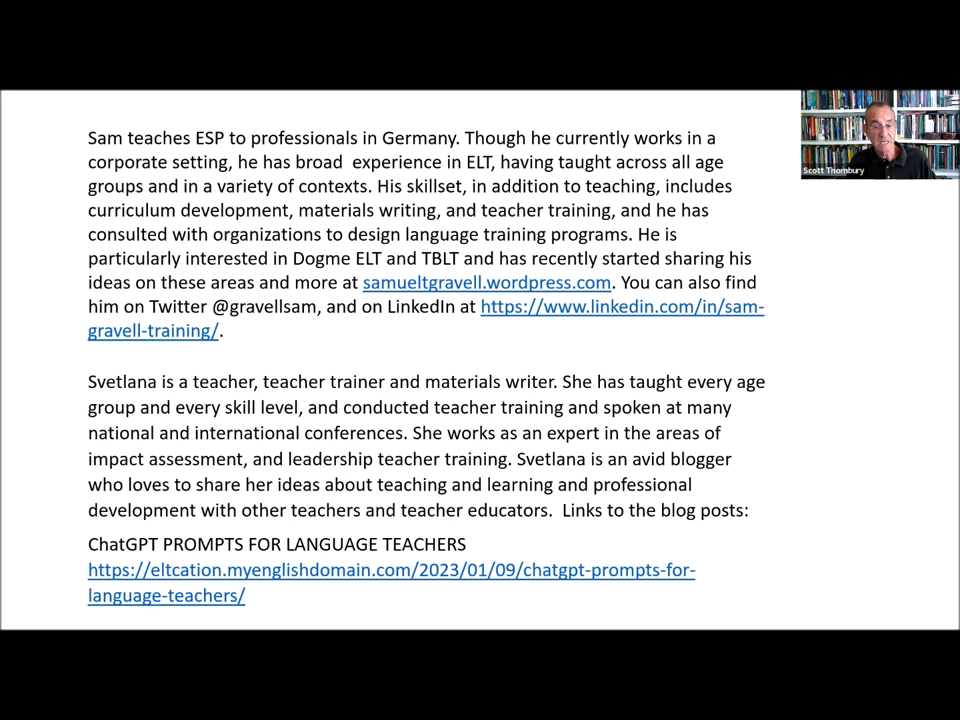 Sam teaches ESP to professionals in Germany. Though he currently works in a
corporate setting, he has broad  experience in ELT, having taught across all age
groups and in a variety of contexts. His skillset, in addition to teaching, includes
curriculum development, materials writing, and teacher training, and he has
consulted with organizations to design language training programs. He is
particularly interested in Dogme ELT and TBLT and has recently started sharing his
ideas on these areas and more at samueltgravell.wordpress.com. You can also find
him on Twitter @gravellsam, and on LinkedIn at https://www.linkedin.com/in/sam-
gravell-training/.
Svetlana is a teacher, teacher trainer and materials writer. She has taught every age
group and every skill level, and conducted teacher training and spoken at many
national and international conferences. She works as an expert in the areas of
impact assessment, and leadership teacher training. Svetlana is an avid blogger
who loves to share her ideas about teaching and learning and professional
development with other teachers and teacher educators.  Links to the blog posts:
ChatGPT PROMPTS FOR LANGUAGE TEACHERS
https://eltcation.myenglishdomain.com/2023/01/09/chatgpt-prompts-for-
language-teachers/
Scott Thornbury